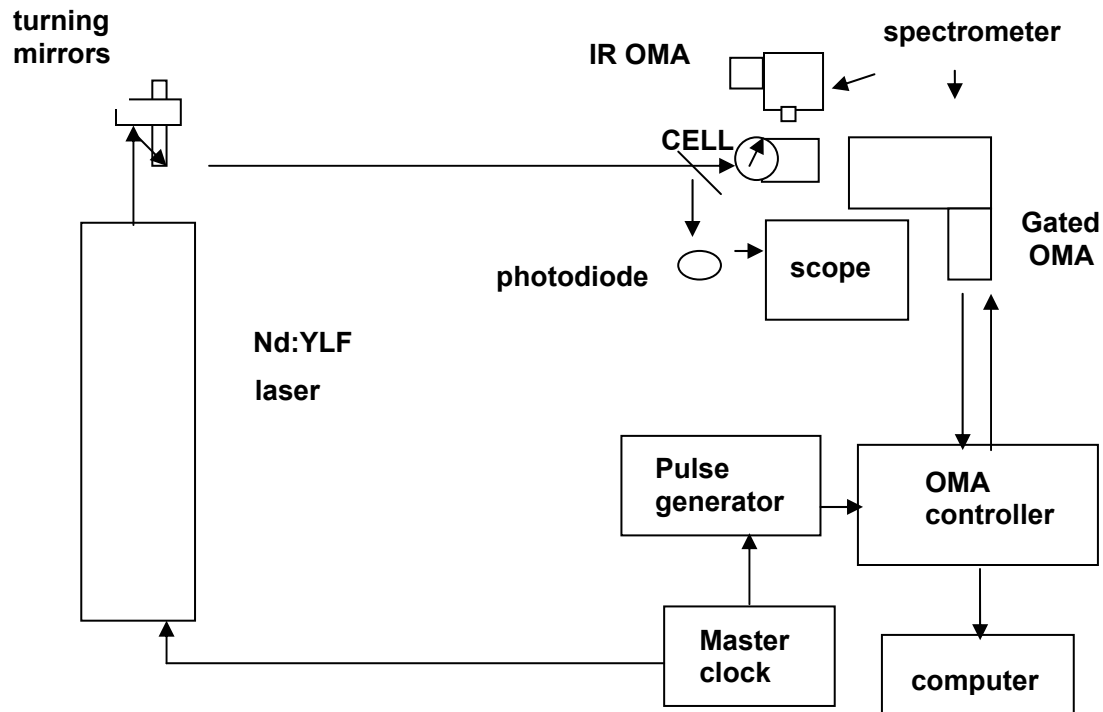 turning
mirrors
spectrometer
IR OMA
CELL
Gated
OMA
photodiode
scope
Nd:YLF
laser
Pulse
generator
OMA
controller
Master
clock
computer